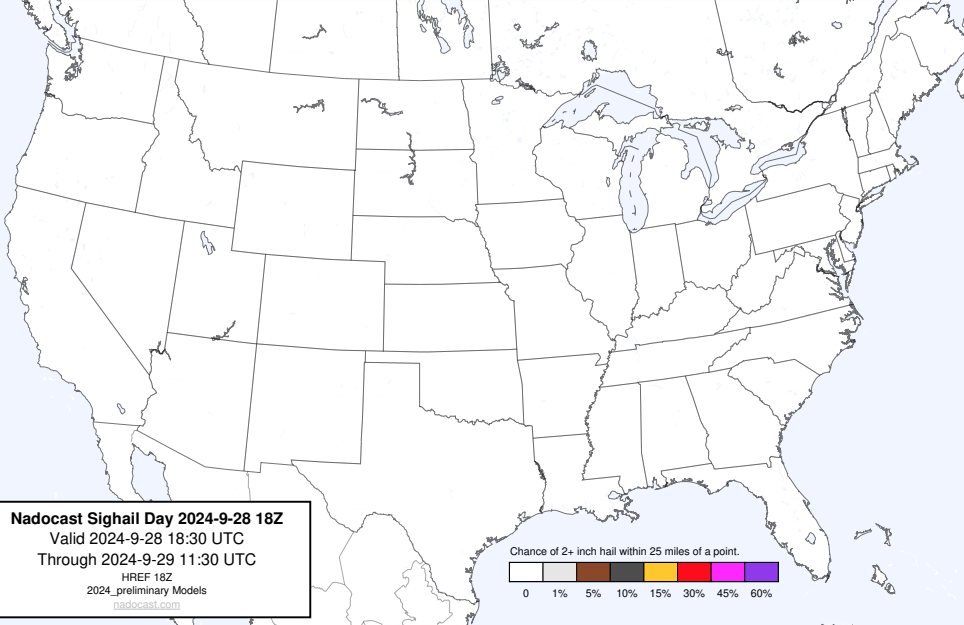 Nadocast Sighail Day 2024-9-28 18Z
Valid 2024-9-28 18:30 UTC
Through 2024-9-29 11:30 UTC
HREF 18Z
2024_preliminary Models
nadocast.com
Chance of 2+ inch hail within 25 miles of a point.
0 1% 5% 10% 15% 30% 45% 60%